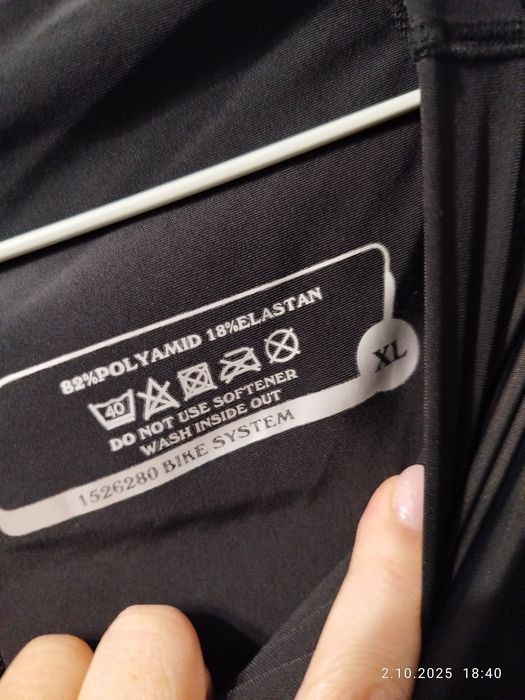 82%POLYAMID 18%ELASTAN
40
DO NOT USE SOFTENER
WASH INSIDE OUT
1526280 BIKE SYSTEM
XL
2.10.2025 18:40